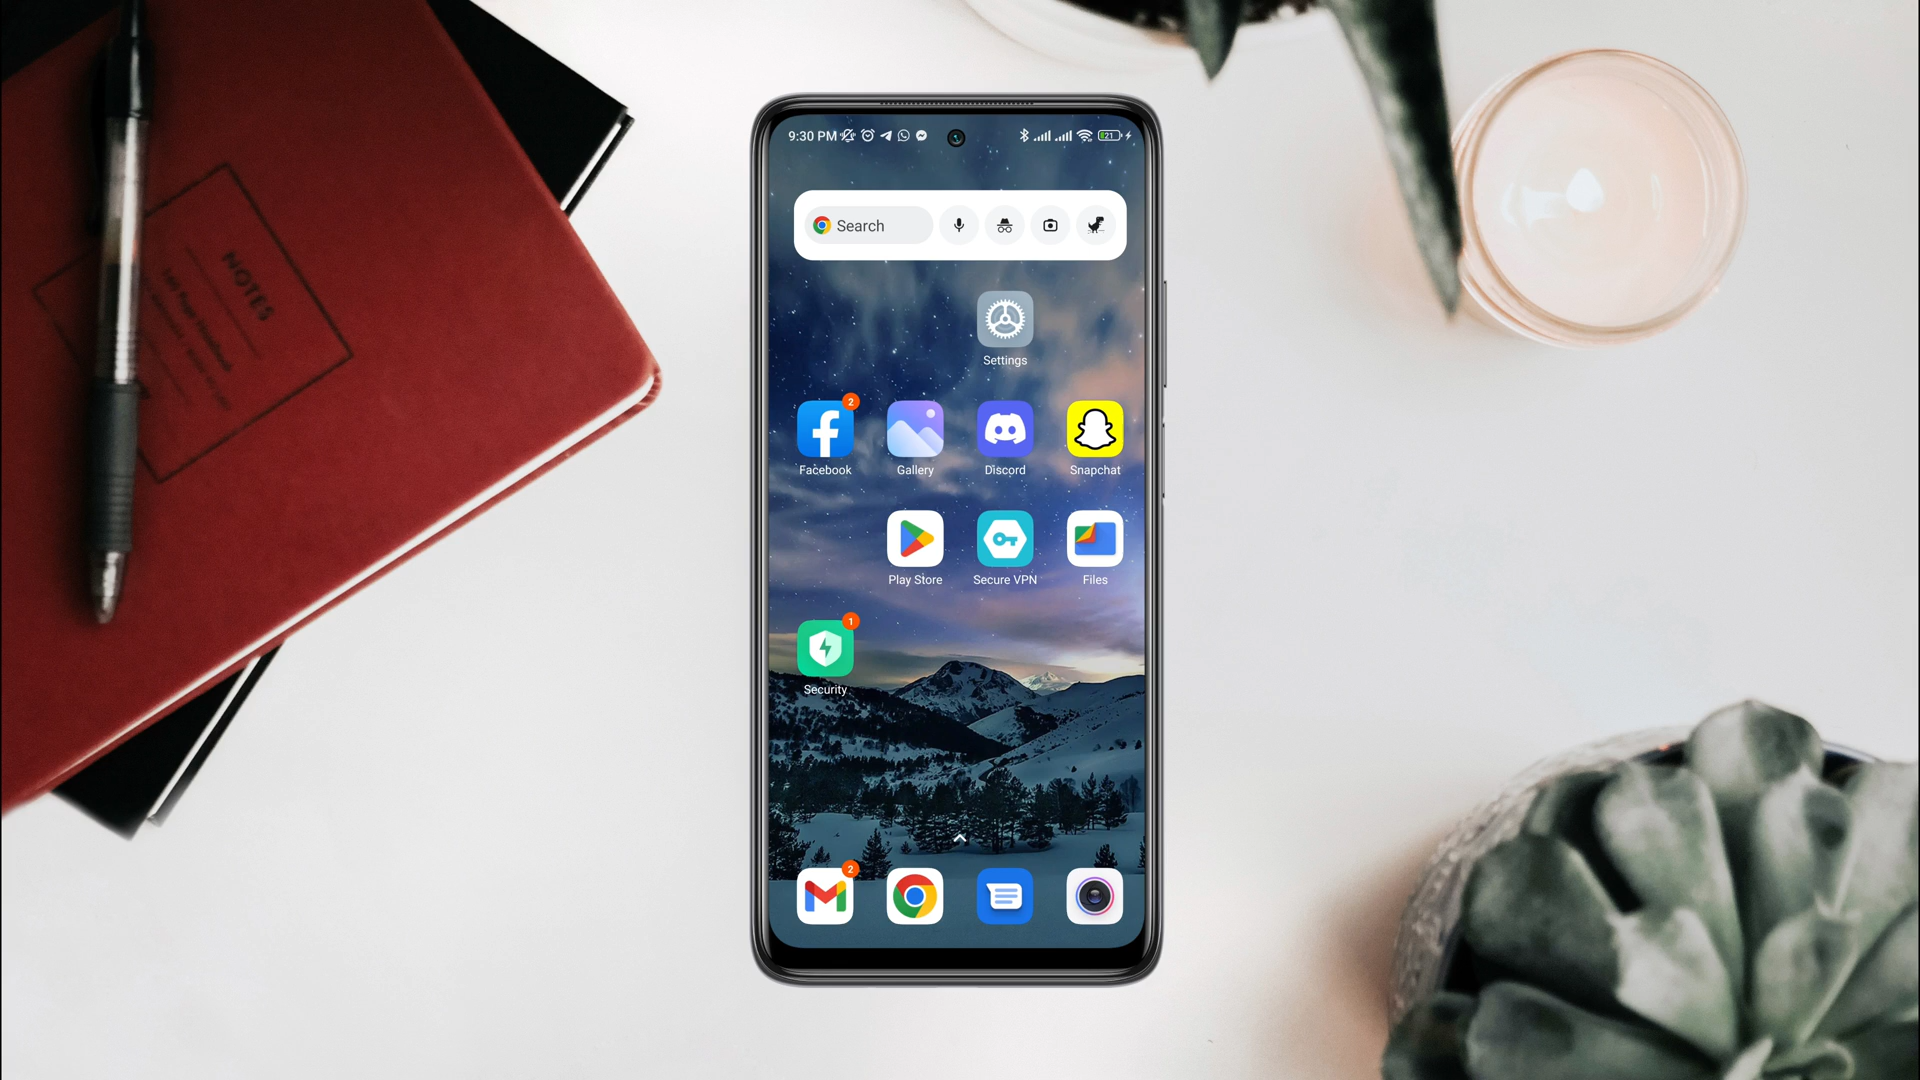 NOTES
9:30 PM
21
Search
Settings
2
Facebook
Gallery
Discord
Snapchat
Play Store
Secure VPN
Files
1
Security
2